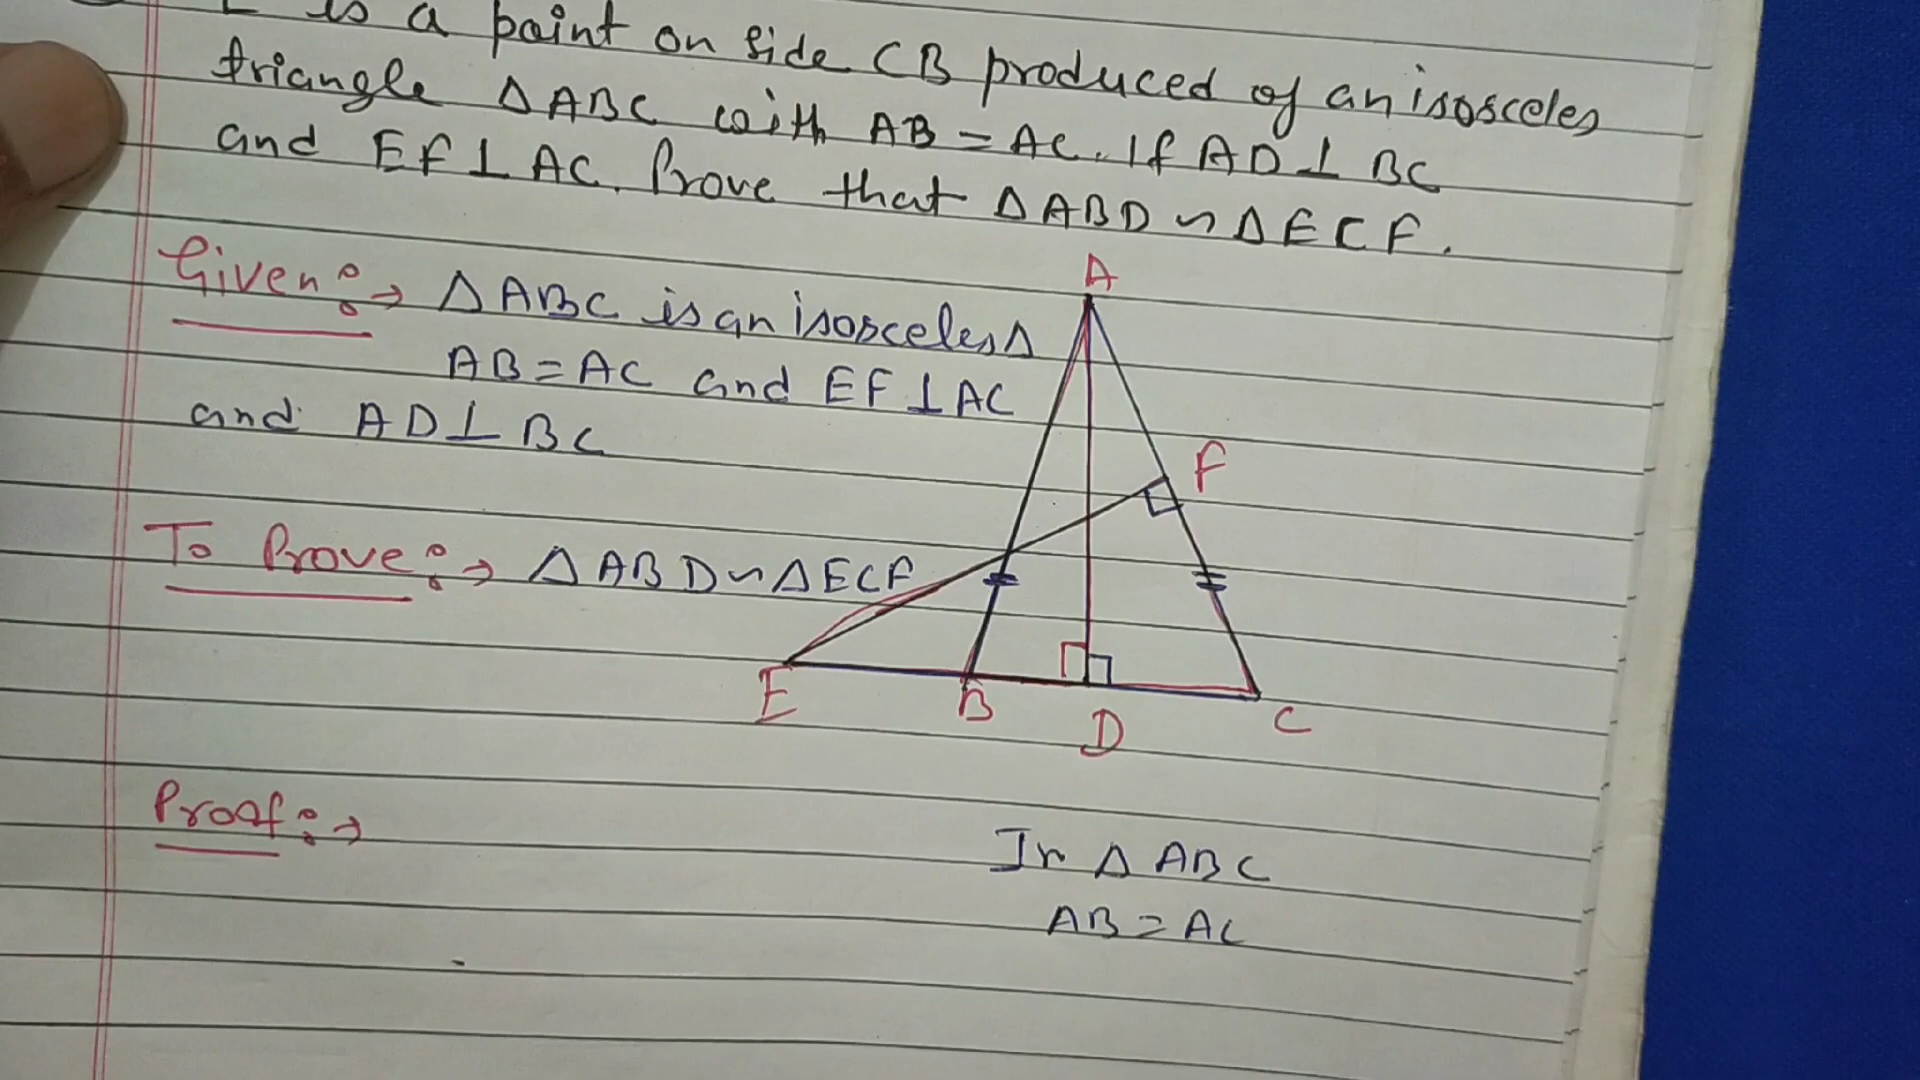 is a point on side CB produced of an isosceles
triangle ΔABC with AB = AC. If AD ⊥ BC
and EF ⊥ AC. Prove that ΔABD ∽ ΔECF.
Given:→ ΔABC is an isosceles Δ
AB = AC and EF ⊥ AC
and AD ⊥ BC
To Prove:→ ΔABD ∽ ΔECF
A
F
E
B
D
C
Proof:→
In Δ ABC
AB = AC